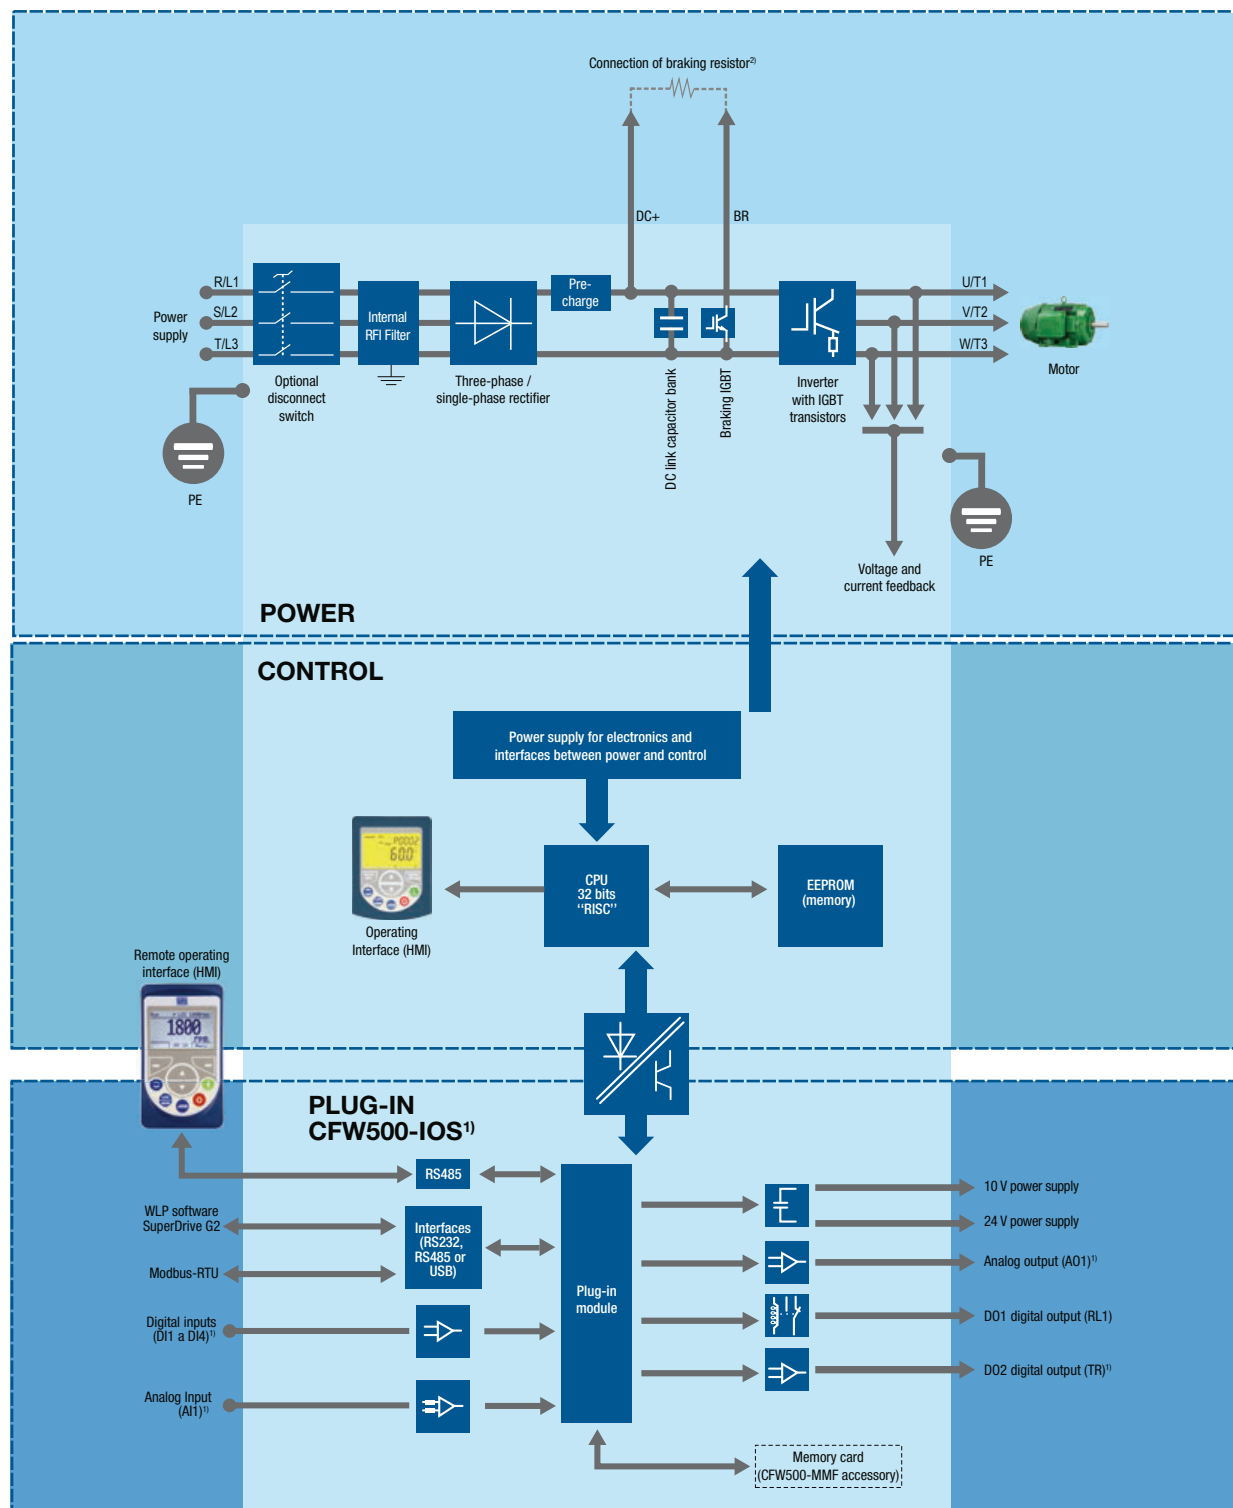 Connection of braking resistor2)
DC+
BR
R/L1
S/L2
T/L3
Power
supply
Internal
RFI Filter
Pre-
charge
U/T1
V/T2
W/T3
Motor
Optional
disconnect
switch
Three-phase /
single-phase rectifier
DC link capacitor bank
Braking IGBT
Inverter
with IGBT
transistors
PE
PE
Voltage and
current feedback
POWER
CONTROL
Power supply for electronics and
interfaces between power and control
60.0
CPU
32 bits
“RISC”
EEPROM
(memory)
Operating
Interface (HMI)
Remote operating
interface (HMI)
1800
PLUG-IN
CFW500-IOS1)
RS485
WLP software
SuperDrive G2
Interfaces
(RS232,
RS485 or
USB)
Modbus-RTU
Digital inputs
(DI1 a DI4)1)
Analog Input
(AI1)1)
Plug-in
module
10 V power supply
24 V power supply
Analog output (AO1)1)
DO1 digital output (RL1)
DO2 digital output (TR)1)
Memory card
(CFW500-MMF accessory)